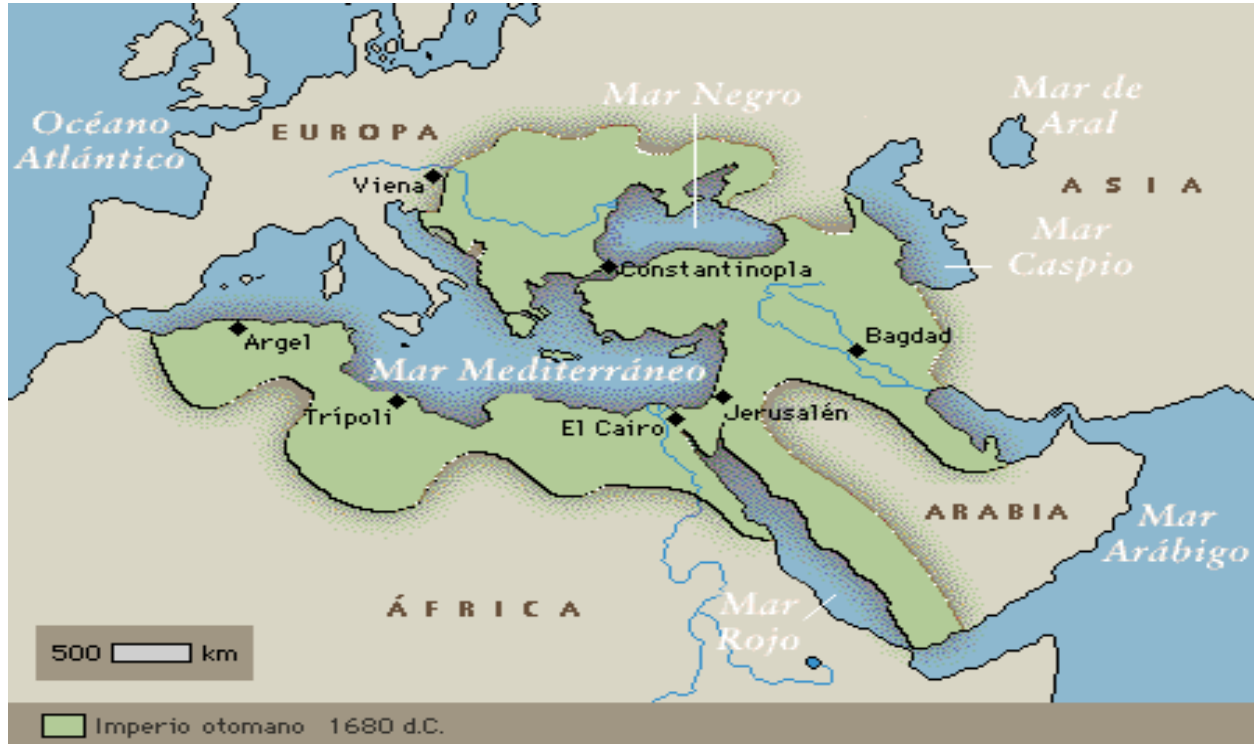 Mar Negro
Mar de
Aral
Océano
Atlántico
EUROPA
ASIA
Viena
Mar
Caspio
Constantinopla
Argel
Bagdad
Mar Mediterráneo
Trípoli
El Cairo
Jerusalén
ARABIA
Mar
Arábigo
ÁFRICA
Mar
Rojo
500 km
Imperio otomano 1680 d.C.